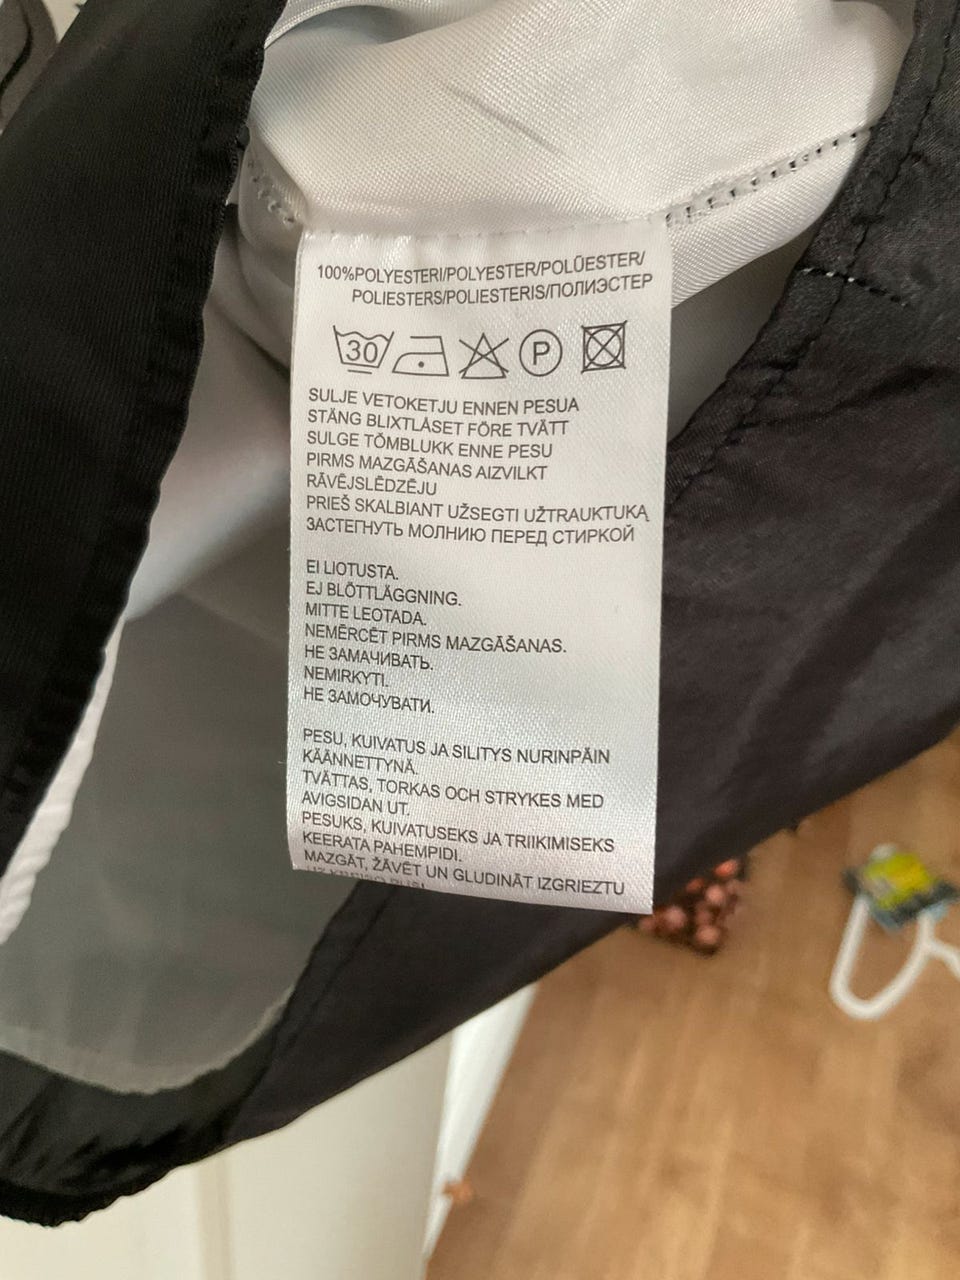 100%POLYESTERI/POLYESTER/POLÜESTER/
POLIESTERS/POLIESTERIS/ПОЛИЭСТЕР
30 P
SULJE VETOKETJU ENNEN PESUA
STÄNG BLIXTLÅSET FÖRE TVÄTT
SULGE TÕMBLUKK ENNE PESU
PIRMS MAZGĀŠANAS AIZVILKT
RĀVĒJSLĒDZĒJU
PRIEŠ SKALBIANT UŽSEGTI UŽTRAUKTUKĄ
ЗАСТЕГНУТЬ МОЛНИЮ ПЕРЕД СТИРКОЙ
EI LIOTUSTA.
EJ BLÖTTLÄGGNING.
MITTE LEOTADA.
NEMĒRCĒT PIRMS MAZGĀŠANAS.
НЕ ЗАМАЧИВАТЬ.
NEMIRKYTI.
НЕ ЗАМОЧУВАТИ.
PESU, KUIVATUS JA SILITYS NURINPÄIN
KÄÄNNETTYNÄ.
TVÄTTAS, TORKAS OCH STRYKES MED
AVIGSIDAN UT.
PESUKS, KUIVATUSEKS JA TRIIKIMISEKS
KEERATA PAHEMPIDI.
MAZGĀT, ŽĀVĒT UN GLUDINĀT IZGRIEZTU